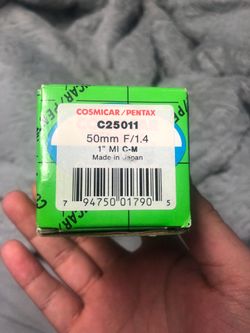 COSMICAR/PENTAX
C25011
50mm F/1.4
1" MI C-M
Made in Japan
7 94750 01790 5